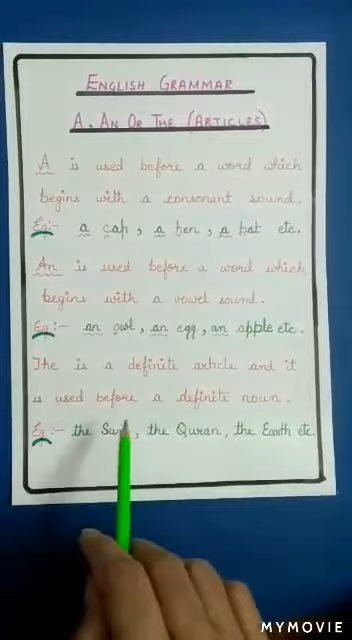 ENGLISH GRAMMAR
A, AN OR THE (ARTICLES)
A is used before a word which
begins with a consonant sound.
Eg:- a cap, a hen, a bat etc.
An is used before a word which
begins with a vowel sound.
Eg:- an owl, an egg, an apple etc.
The is a definite article and it
is used before a definite noun.
Eg:- the Sun, the Quran, the Earth etc.
MYMOVIE